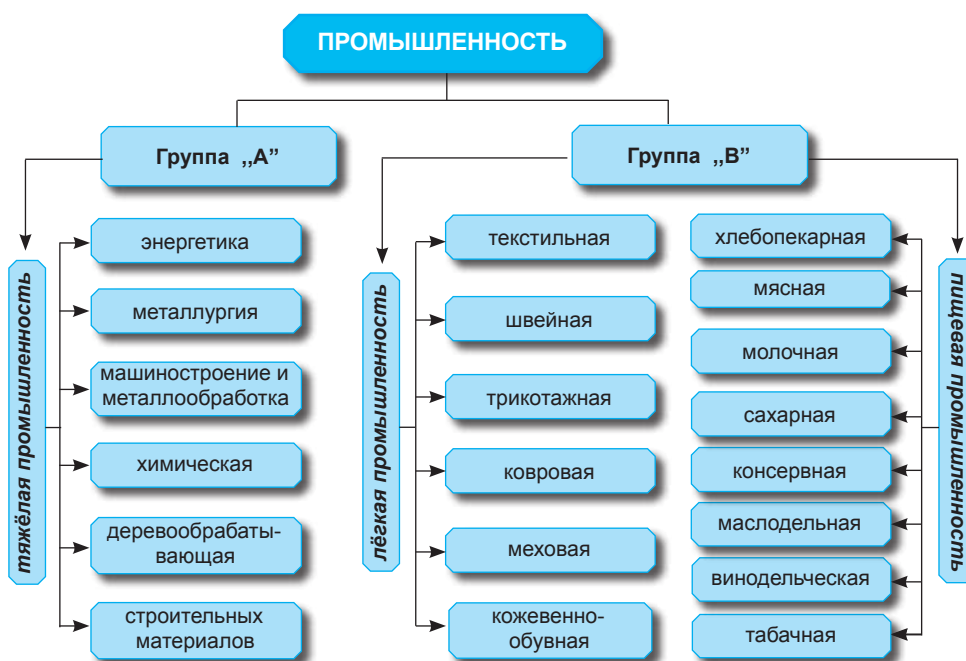 ПРОМЫШЛЕННОСТЬ
Группа ,,А”
Группа ,,В”
тяжёлая промышленность
энергетика
металлургия
машиностроение и
металлообработка
химическая
деревообрабаты-
вающая
строительных
материалов
лёгкая промышленность
текстильная
швейная
трикотажная
ковровая
меховая
кожевенно-
обувная
хлебопекарная
мясная
молочная
сахарная
консервная
маслодельная
винодельческая
табачная
пищевая промышленность